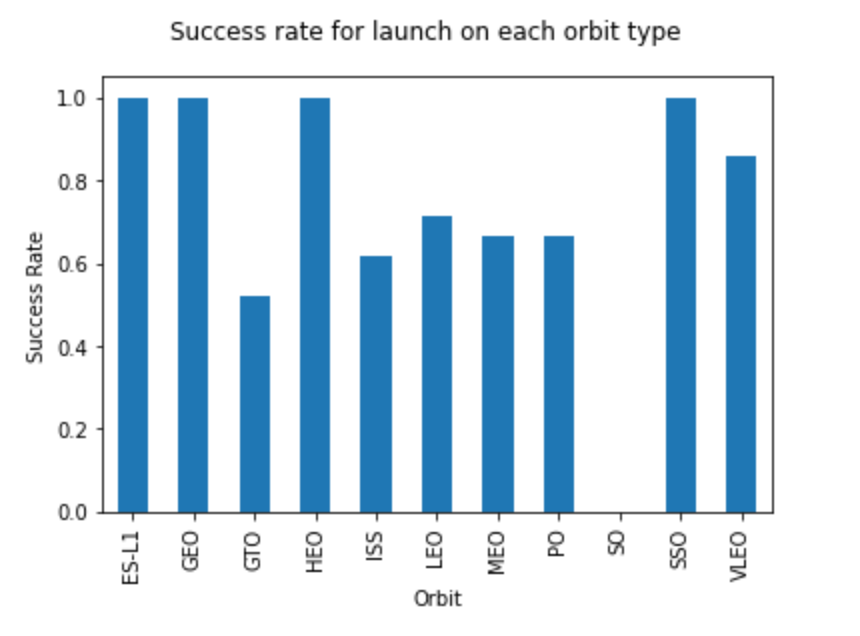 Success rate for launch on each orbit type
1.0
0.8
0.6
0.4
0.2
0.0
Success Rate
ES-L1
GEO
GTO
HEO
ISS
LEO
MEO
PO
SO
SSO
VLEO
Orbit